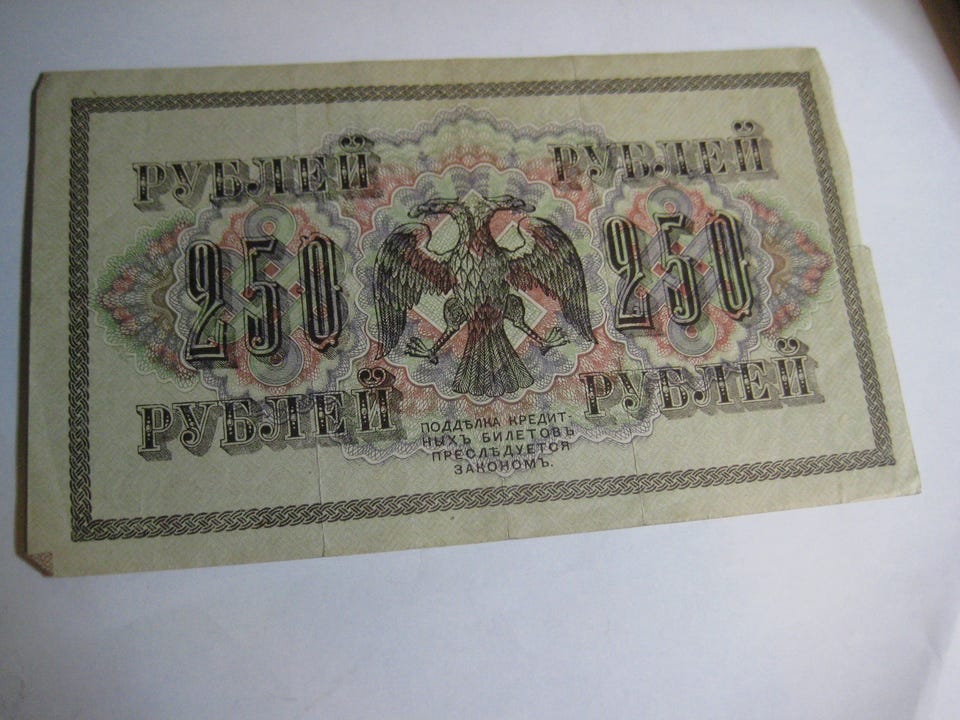 РУБЛЕЙ РУБЛЕЙ
250 250
РУБЛЕЙ РУБЛЕЙ
ПОДДѢЛКА КРЕДИТ-
НЫХЪ БИЛЕТОВЪ
ПРЕСЛѢДУЕТСЯ
ЗАКОНОМЪ.